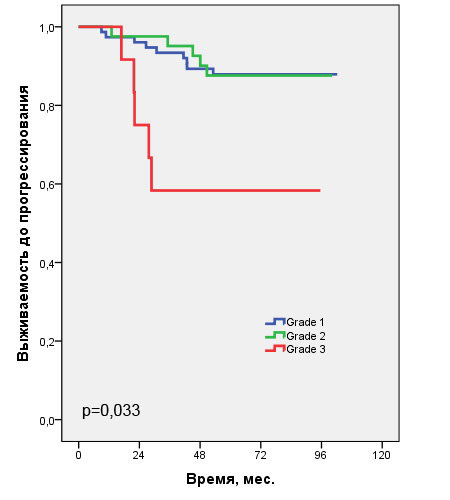 1,0
0,8
0,6
0,4
0,2
0,0
Выживаемость до прогрессирования
Grade 1
Grade 2
Grade 3
p=0,033
0 24 48 72 96 120
Время, мес.